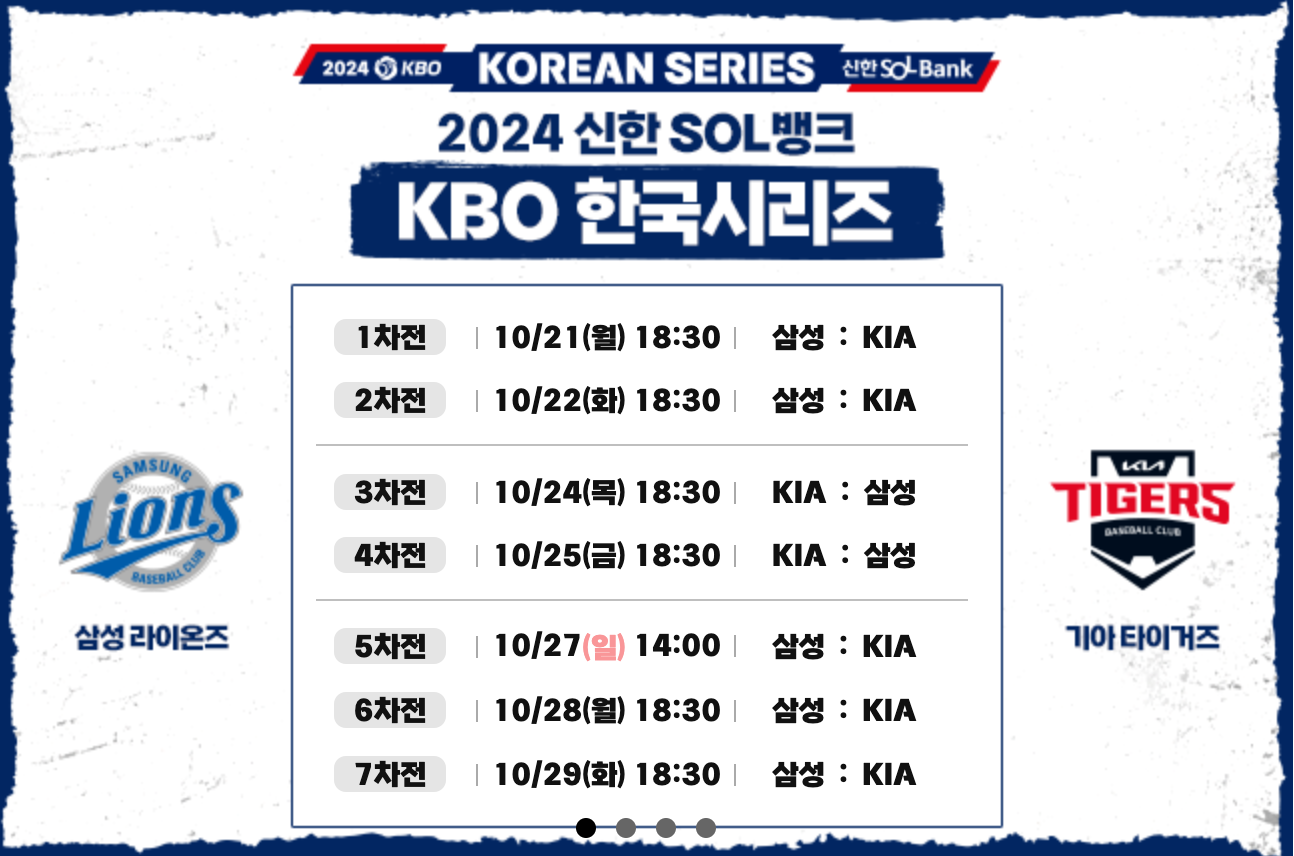 2024 KBO KOREAN SERIES 신한 SOL Bank
2024 신한 SOL뱅크
KBO 한국시리즈
1차전 10/21(월) 18:30 삼성 : KIA
2차전 10/22(화) 18:30 삼성 : KIA
3차전 10/24(목) 18:30 KIA : 삼성
4차전 10/25(금) 18:30 KIA : 삼성
5차전 10/27(일) 14:00 삼성 : KIA
6차전 10/28(월) 18:30 삼성 : KIA
7차전 10/29(화) 18:30 삼성 : KIA
SAMSUNG
Lions
BASEBALL CLUB
삼성 라이온즈
KIA
TIGERS
BASEBALL CLUB
기아 타이거즈